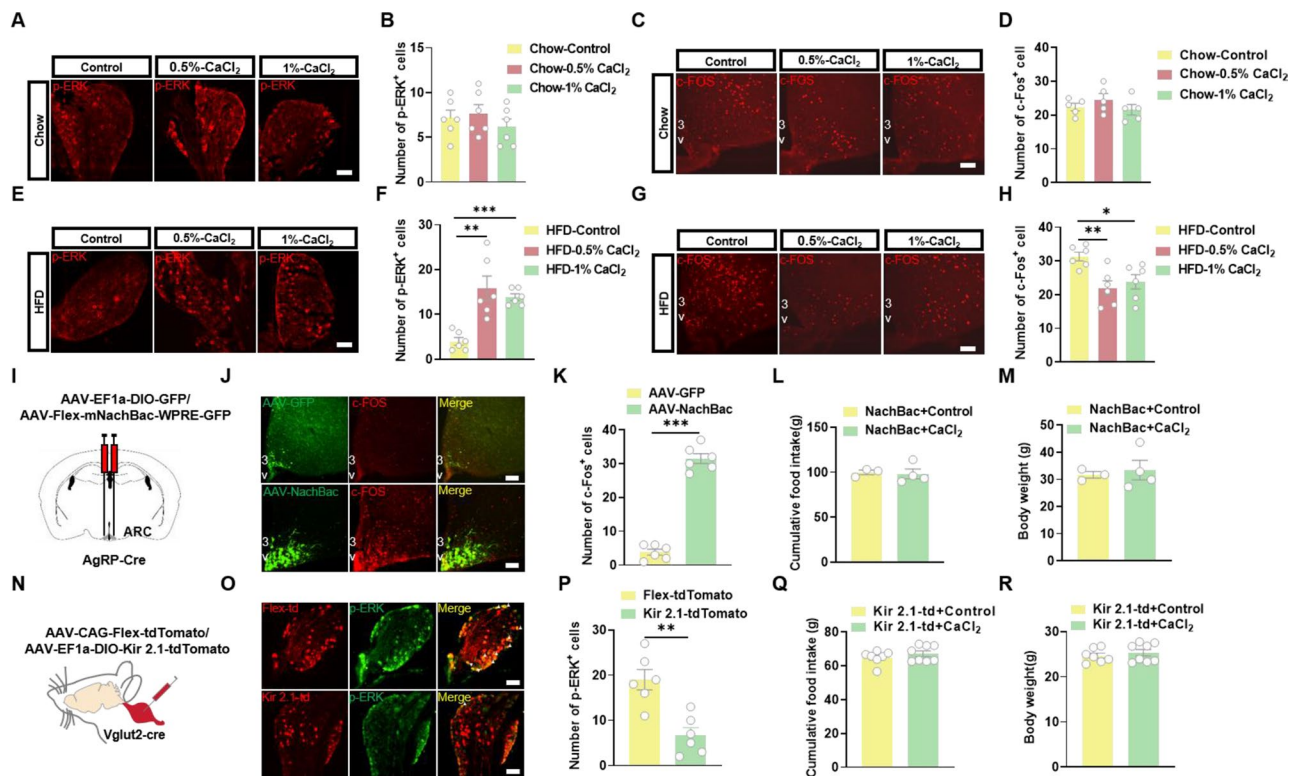 A
Control
0.5%-CaCl₂
1%-CaCl₂
p-ERK
p-ERK
p-ERK
Chow
B
Number of p-ERK⁺ cells
15
10
5
0
Chow-Control
Chow-0.5% CaCl₂
Chow-1% CaCl₂
C
Control
0.5%-CaCl₂
1%-CaCl₂
c-FOS
c-FOS
c-FOS
3
v
3
v
3
v
Chow
D
Number of c-Fos⁺ cell
40
30
20
10
0
Chow-Control
Chow-0.5% CaCl₂
Chow-1% CaCl₂
E
Control
0.5%-CaCl₂
1%-CaCl₂
p-ERK
p-ERK
p-ERK
HFD
F
Number of p-ERK⁺ cells
30
20
10
0
***
**
HFD-Control
HFD-0.5% CaCl₂
HFD-1% CaCl₂
G
Control
0.5%-CaCl₂
1%-CaCl₂
c-FOS
c-FOS
c-FOS
3
v
3
v
3
v
HFD
H
Number of c-Fos⁺ cell
40
30
20
10
0
*
**
HFD-Control
HFD-0.5% CaCl₂
HFD-1% CaCl₂
I
AAV-EF1a-DIO-GFP/
AAV-Flex-mNachBac-WPRE-GFP
ARC
AgRP-Cre
J
AAV-GFP
c-FOS
Merge
3
v
AAV-NachBac
c-FOS
Merge
3
v
3
v
K
AAV-GFP
AAV-NachBac
Number of c-Fos⁺ cells
40
30
20
10
0
***
L
NachBac+Control
NachBac+CaCl₂
Cumulative food intake(g)
150
100
50
0
M
NachBac+Control
NachBac+CaCl₂
Body weight (g)
50
40
30
20
10
0
N
AAV-CAG-Flex-tdTomato/
AAV-EF1a-DIO-Kir 2.1-tdTomato
Vglut2-cre
O
Flex-td
p-ERK
Merge
Kir 2.1-td
p-ERK
Merge
P
Flex-tdTomato
Kir 2.1-tdTomato
Number of p-ERK⁺ cells
30
20
10
0
**
Q
Kir 2.1-td+Control
Kir 2.1-td+CaCl₂
Cumulative food intake (g)
100
80
60
40
20
0
R
Kir 2.1-td+Control
Kir 2.1-td+CaCl₂
Body weight(g)
30
20
10
0